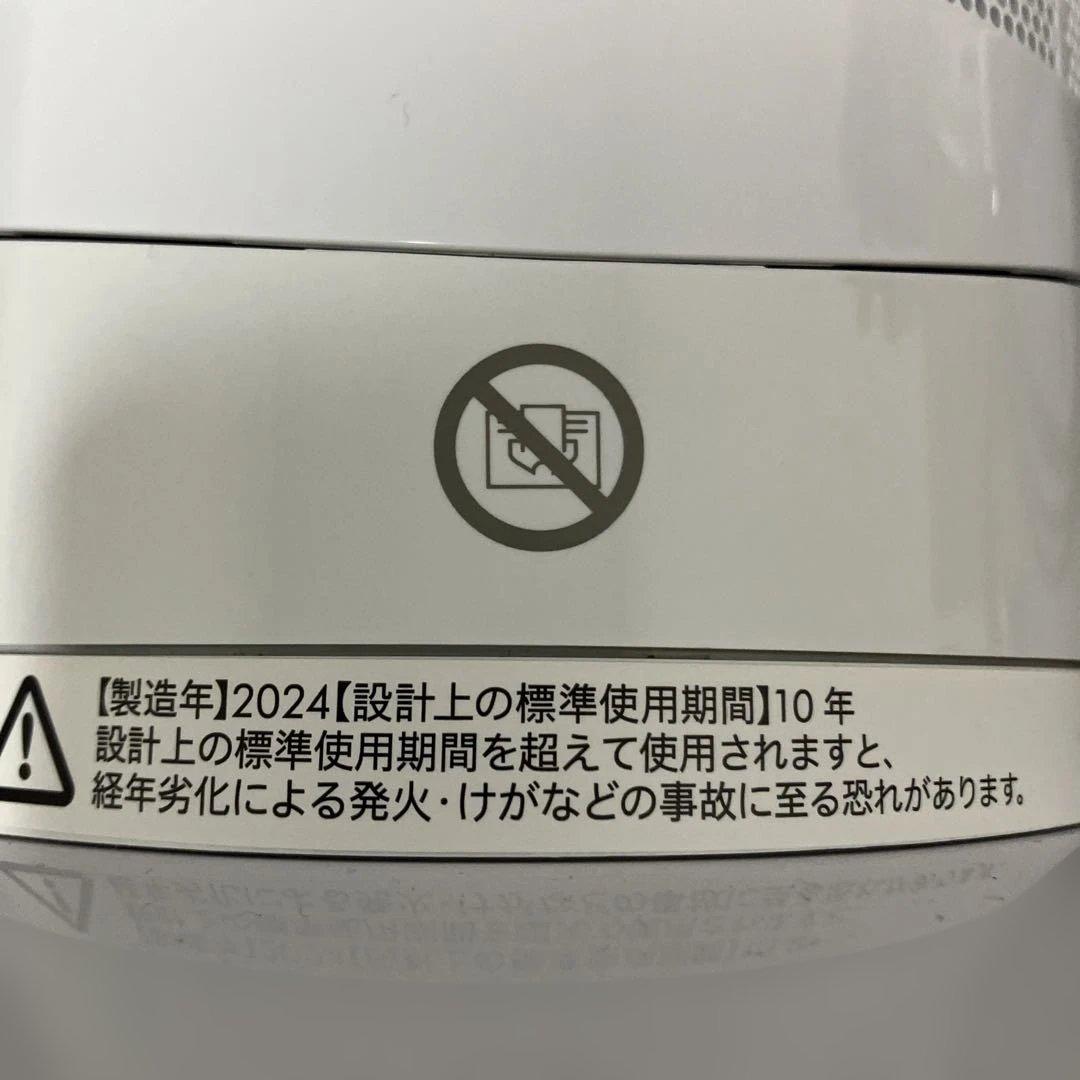 【製造年】2024【設計上の標準使用期間】10 年
設計上の標準使用期間を超えて使用されますと、
経年劣化による発火・けがなどの事故に至る恐れがあります。